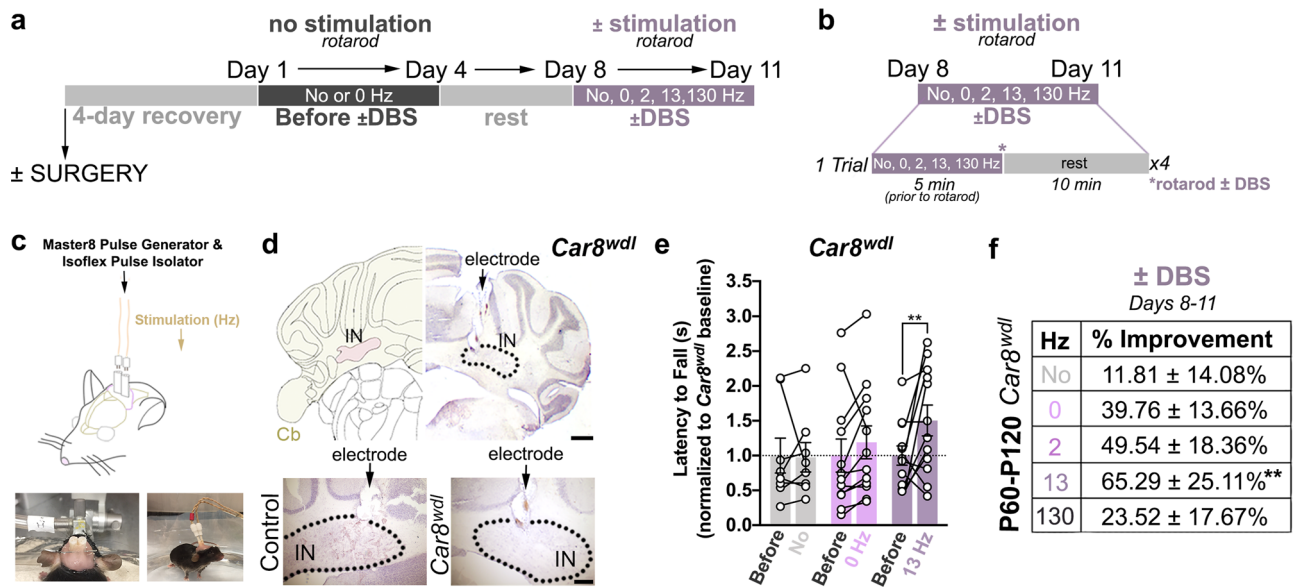 a
no stimulation
rotarod
± stimulation
rotarod
Day 1
Day 4
Day 8
Day 11
No or 0 Hz
No, 0, 2, 13,130 Hz
4-day recovery
Before ±DBS
rest
±DBS
± SURGERY
b
± stimulation
rotarod
Day 8
Day 11
No, 0, 2, 13, 130 Hz
±DBS
*
1 Trial
No, 0, 2, 13, 130 Hz
rest
x4
5 min
(prior to rotarod)
10 min
*rotarod ± DBS
c
Master8 Pulse Generator &
Isoflex Pulse Isolator
Stimulation (Hz)
d
Car8wdl
electrode
IN
IN
Cb
electrode
electrode
Control
IN
Car8wdl
IN
e
Car8wdl
Latency to Fall (s)
(normalized to Car8wdl baseline)
3.5
3.0
2.5
2.0
1.5
1.0
0.5
0.0
**
Before
No
Before
0 Hz
Before
13 Hz
f
± DBS
Days 8-11
P60-P120 Car8wdl
Hz % Improvement
No 11.81 ± 14.08%
0 39.76 ± 13.66%
2 49.54 ± 18.36%
13 65.29 ± 25.11%**
130 23.52 ± 17.67%